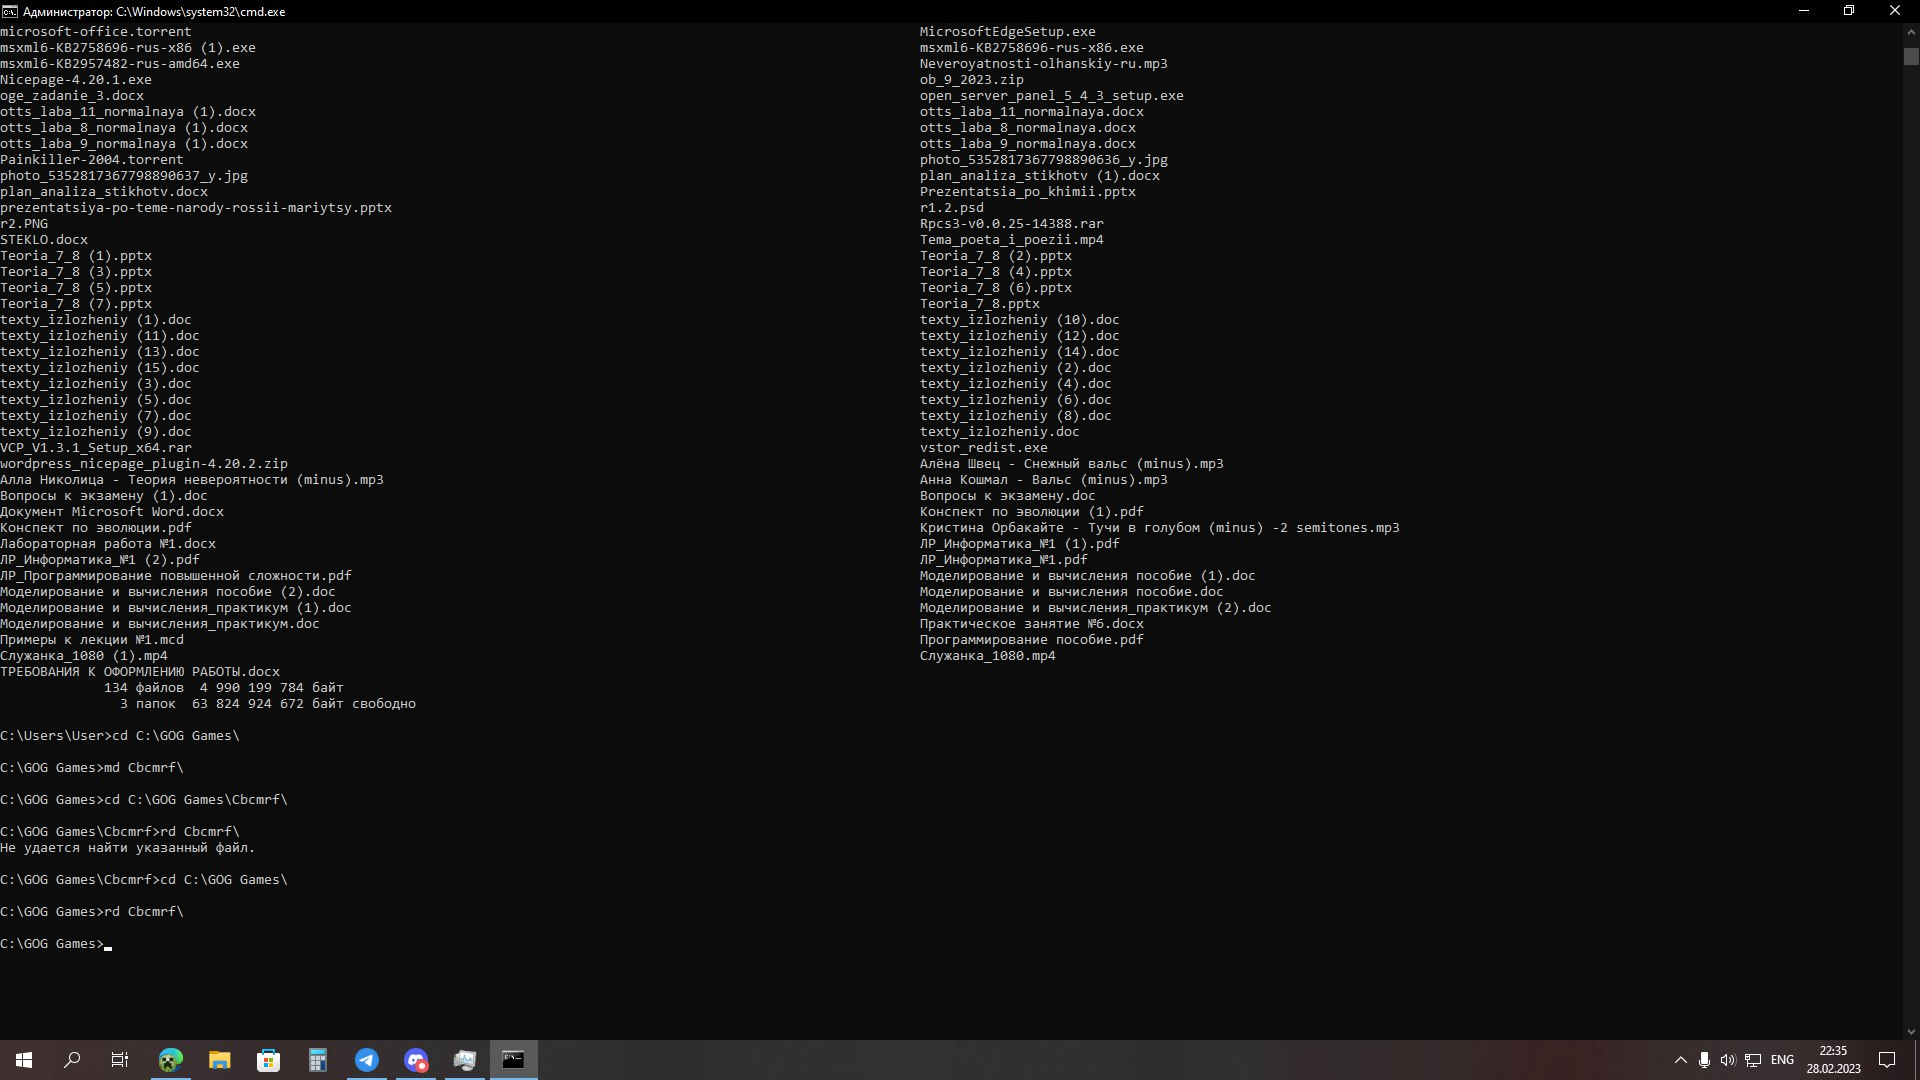 Администратор: C:\Windows\system32\cmd.exe
microsoft-office.torrent MicrosoftEdgeSetup.exe
msxml6-KB2758696-rus-x86 (1).exe msxml6-KB2758696-rus-x86.exe
msxml6-KB2957482-rus-amd64.exe Neveroyatnosti-olhanskiy-ru.mp3
Nicepage-4.20.1.exe ob_9_2023.zip
oge_zadanie_3.docx open_server_panel_5_4_3_setup.exe
otts_laba_11_normalnaya (1).docx otts_laba_11_normalnaya.docx
otts_laba_8_normalnaya (1).docx otts_laba_8_normalnaya.docx
otts_laba_9_normalnaya (1).docx otts_laba_9_normalnaya.docx
Painkiller-2004.torrent photo_5352817367798890636_y.jpg
photo_5352817367798890637_y.jpg plan_analiza_stikhotv (1).docx
plan_analiza_stikhotv.docx Prezentatsia_po_khimii.pptx
prezentatsiya-po-teme-narody-rossii-mariytsy.pptx r1.2.psd
r2.PNG Rpcs3-v0.0.25-14388.rar
STEKLO.docx Tema_poeta_i_poezii.mp4
Teoria_7_8 (1).pptx Teoria_7_8 (2).pptx
Teoria_7_8 (3).pptx Teoria_7_8 (4).pptx
Teoria_7_8 (5).pptx Teoria_7_8 (6).pptx
Teoria_7_8 (7).pptx Teoria_7_8.pptx
texty_izlozheniy (1).doc texty_izlozheniy (10).doc
texty_izlozheniy (11).doc texty_izlozheniy (12).doc
texty_izlozheniy (13).doc texty_izlozheniy (14).doc
texty_izlozheniy (15).doc texty_izlozheniy (2).doc
texty_izlozheniy (3).doc texty_izlozheniy (4).doc
texty_izlozheniy (5).doc texty_izlozheniy (6).doc
texty_izlozheniy (7).doc texty_izlozheniy (8).doc
texty_izlozheniy (9).doc texty_izlozheniy.doc
VCP_V1.3.1_Setup_x64.rar vstor_redist.exe
wordpress_nicepage_plugin-4.20.2.zip Алёна Швец - Снежный вальс (minus).mp3
Алла Николица - Теория невероятности (minus).mp3 Анна Кошмал - Вальс (minus).mp3
Вопросы к экзамену (1).doc Вопросы к экзамену.doc
Документ Microsoft Word.docx Конспект по эволюции (1).pdf
Конспект по эволюции.pdf Кристина Орбакайте - Тучи в голубом (minus) -2 semitones.mp3
Лабораторная работа №1.docx ЛР_Информатика_№1 (1).pdf
ЛР_Информатика_№1 (2).pdf ЛР_Информатика_№1.pdf
ЛР_Программирование повышенной сложности.pdf Моделирование и вычисления пособие (1).doc
Моделирование и вычисления пособие (2).doc Моделирование и вычисления пособие.doc
Моделирование и вычисления_практикум (1).doc Моделирование и вычисления_практикум (2).doc
Моделирование и вычисления_практикум.doc Практическое занятие №6.docx
Примеры к лекции №1.mcd Программирование пособие.pdf
Служанка_1080 (1).mp4 Служанка_1080.mp4
ТРЕБОВАНИЯ К ОФОРМЛЕНИЮ РАБОТЫ.docx
134 файлов 4 990 199 784 байт
3 папок 63 824 924 672 байт свободно
C:\Users\User>cd C:\GOG Games\
C:\GOG Games>md Cbcmrf\
C:\GOG Games>cd C:\GOG Games\Cbcmrf\
C:\GOG Games\Cbcmrf>rd Cbcmrf\
Не удается найти указанный файл.
C:\GOG Games\Cbcmrf>cd C:\GOG Games\
C:\GOG Games>rd Cbcmrf\
C:\GOG Games>
ENG
22:35
28.02.2023